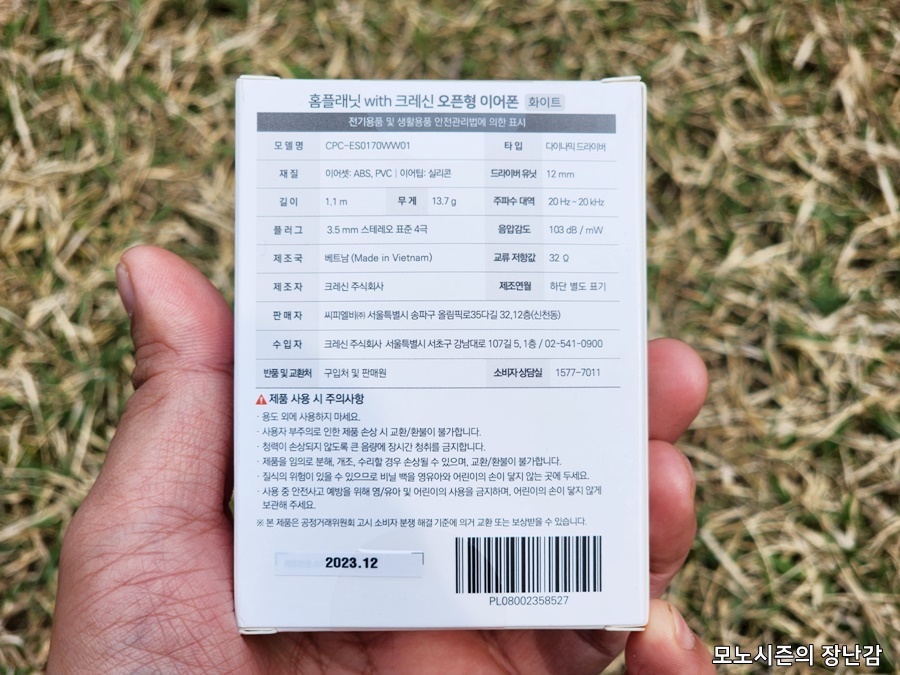 홈플래닛 with 크레신 오픈형 이어폰 화이트
전기용품 및 생활용품 안전관리법에 의한 표시
모델명 CPC-ES0170WW01 타입 다이나믹 드라이버
재질 이어셋: ABS, PVC | 이어팁: 실리콘 드라이버 유닛 12 mm
길이 1.1 m 무게 13.7 g 주파수 대역 20 Hz ~ 20 kHz
플러그 3.5 mm 스테레오 표준 4극 음압감도 103 dB / mW
제조국 베트남 (Made in Vietnam) 교류 저항값 32 Ω
제조자 크레신 주식회사 제조연월 하단 별도 표기
판매자 씨피엘비㈜ 서울특별시 송파구 올림픽로35다길 32,12층(신천동)
수입자 크레신 주식회사 서울특별시 서초구 강남대로 107길 5, 1층 / 02-541-0900
반품 및 교환처 구입처 및 판매원 소비자 상담실 1577-7011
제품 사용 시 주의사항
· 용도 외에 사용하지 마세요.
· 사용자 부주의로 인한 제품 손상 시 교환/환불이 불가합니다.
· 청력이 손상되지 않도록 큰 음량에 장시간 청취를 금지합니다.
· 제품을 임의로 분해, 개조, 수리할 경우 손상될 수 있으며, 교환/환불이 불가합니다.
· 질식의 위험이 있을 수 있으므로 비닐 백을 영유아와 어린이의 손이 닿지 않는 곳에 두세요.
· 사용 중 안전사고 예방을 위해 영/유아 및 어린이의 사용을 금지하며, 어린이의 손이 닿지 않게
보관해 주세요.
※ 본 제품은 공정거래위원회 고시 소비자 분쟁 해결 기준에 의거 교환 또는 보상받을 수 있습니다.
2023.12
PL08002358527
모노시즌의 장난감